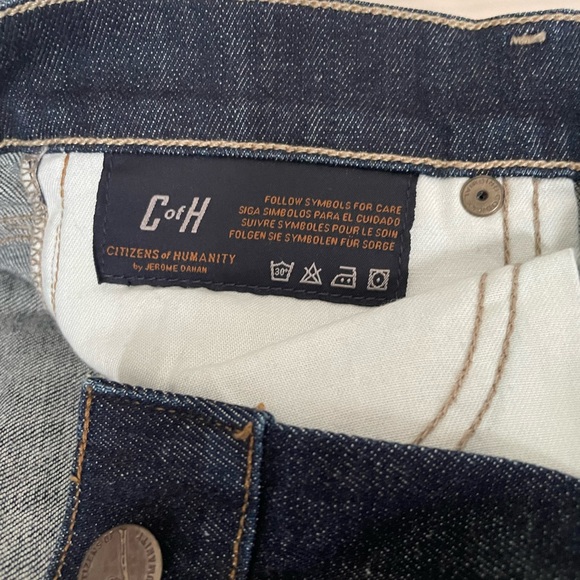 CofH
CITIZENS of HUMANITY
by JEROME DAHAN
FOLLOW SYMBOLS FOR CARE
SIGA SIMBOLOS PARA EL CUIDADO
SUIVRE SYMBOLES POUR LE SOIN
FOLGEN SIE SYMBOLEN FÜR SORGE
30°